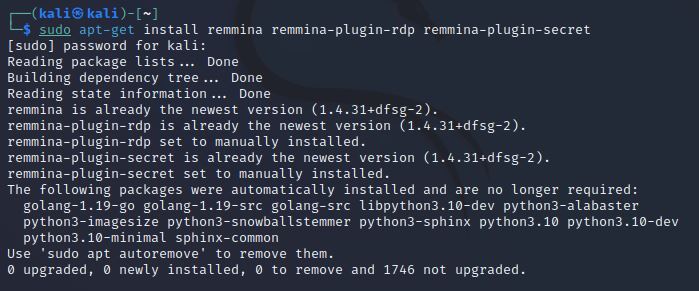 ┌──(kali㉿kali)-[~]
└─$ sudo apt-get install remmina remmina-plugin-rdp remmina-plugin-secret
[sudo] password for kali:
Reading package lists... Done
Building dependency tree... Done
Reading state information... Done
remmina is already the newest version (1.4.31+dfsg-2).
remmina-plugin-rdp is already the newest version (1.4.31+dfsg-2).
remmina-plugin-rdp set to manually installed.
remmina-plugin-secret is already the newest version (1.4.31+dfsg-2).
remmina-plugin-secret set to manually installed.
The following packages were automatically installed and are no longer required:
golang-1.19-go golang-1.19-src golang-src libpython3.10-dev python3-alabaster
python3-imagesize python3-snowballstemmer python3-sphinx python3.10 python3.10-dev
python3.10-minimal sphinx-common
Use 'sudo apt autoremove' to remove them.
0 upgraded, 0 newly installed, 0 to remove and 1746 not upgraded.